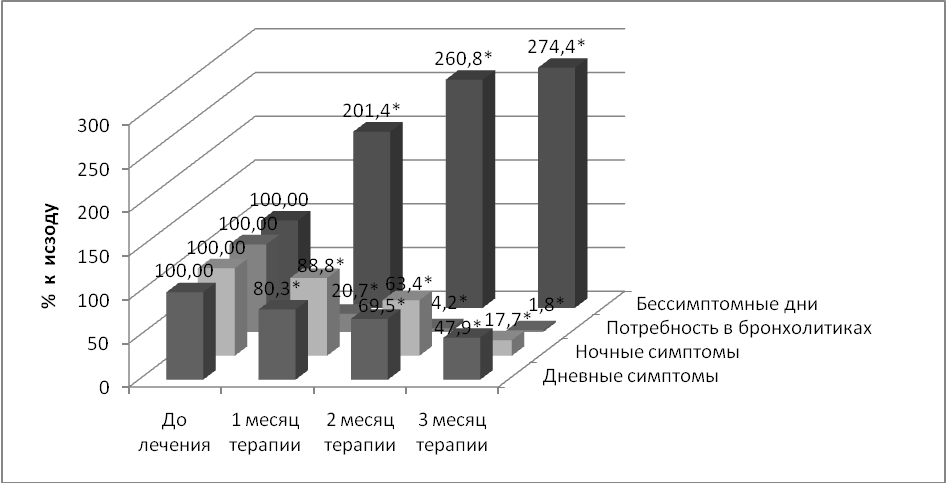 274,4*
260,8*
201,4*
100,00
100,00
100,00
100,00
88,8*
80,3*
20,7*
69,5*
63,4*
4,2*
47,9*
17,7*
1,8*
% к исзоду
300
250
200
150
100
50
0
Бессимптомные дни
Потребность в бронхолитиках
Ночные симптомы
Дневные симптомы
До
лечения
1 месяц
терапии
2 месяц
терапии
3 месяц
терапии